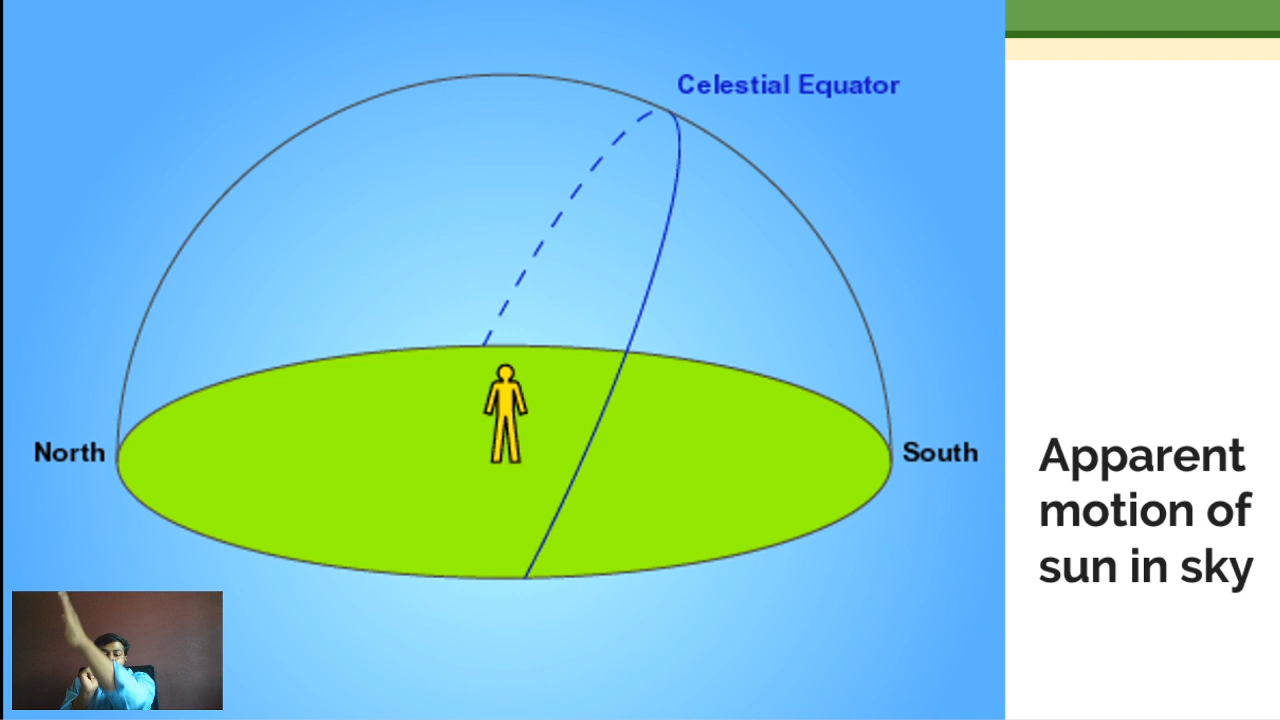 Celestial Equator
North
South
Apparent
motion of
sun in sky